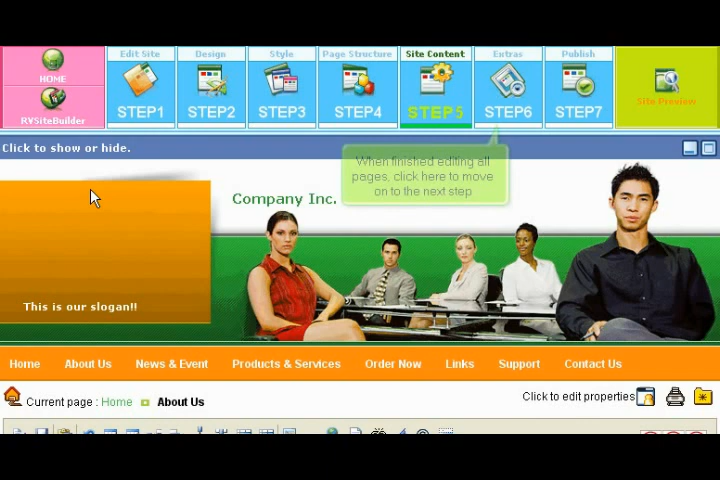 Edit Site
Design
Style
Page Structure
Site Content
Extras
Publish
HOME
RVSiteBuilder
STEP1
STEP2
STEP3
STEP4
STEP5
STEP6
STEP7
Site Preview
Click to show or hide.
When finished editing all
pages, click here to move
on to the next step
Company Inc.
This is our slogan!!
Home
About Us
News & Event
Products & Services
Order Now
Links
Support
Contact Us
Current page : Home
About Us
Click to edit properties